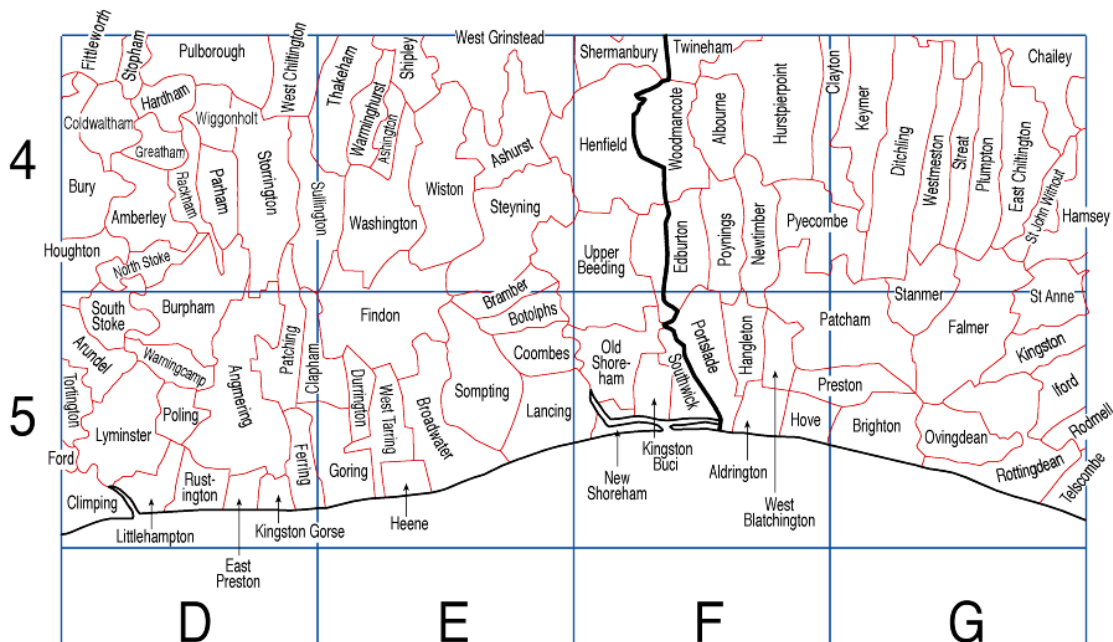 Fittleworth
Stopham
Pulborough
West Chiltington
Thakeham
Shipley
West Grinstead
Shermanbury
Twineham
Clayton
Chailey
Hardham
Warminghurst
Ashington
Woodmancote
Albourne
Hurstpierpoint
Keymer
Coldwaltham
Wiggonholt
4
Greatham
Ashurst
Henfield
Ditchling
Westmeston
Streat
Plumpton
East Chiltington
Bury
Rackham
Parham
Storrington
Sullington
Wiston
St John Without
Amberley
Washington
Steyning
Pyecombe
Hamsey
Houghton
North Stoke
Upper
Beeding
Edburton
Poynings
Newtimber
South
Stoke
Burpham
Findon
Bramber
Botolphs
Stanmer
St Anne
Patcham
Falmer
Arundel
Warningcamp
Patching
Clapham
Coombes
Old
Shore-
ham
Portslade
Hangleton
Kingston
Tortington
Angmering
Durrington
West Tarring
Sompting
Southwick
Preston
Iford
5
Poling
Broadwater
Lancing
Hove
Brighton
Ovingdean
Rodmell
Lyminster
Ford
Ferring
Goring
Kingston
Buci
Aldrington
Rottingdean
Telscombe
Climping
Rust-
ington
New
Shoreham
West
Blatchington
Littlehampton
Kingston Gorse
Heene
East
Preston
D
E
F
G